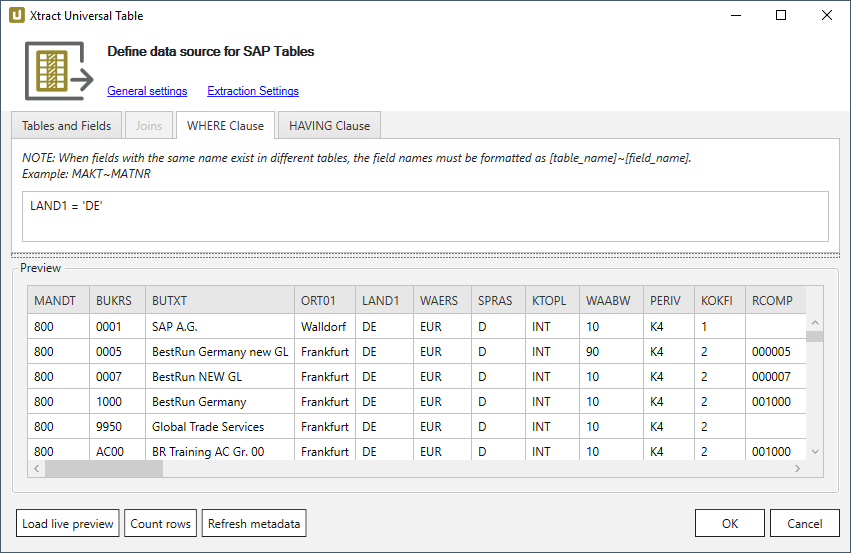 Xtract Universal Table
Define data source for SAP Tables
General settings Extraction Settings
Tables and Fields Joins WHERE Clause HAVING Clause
NOTE: When fields with the same name exist in different tables, the field names must be formatted as [table_name]~[field_name].
Example: MAKT~MATNR
LAND1 = 'DE'
Preview
MANDT BUKRS BUTXT ORT01 LAND1 WAERS SPRAS KTOPL WAABW PERIV KOKFI RCOMP
800 0001 SAP A.G. Walldorf DE EUR D INT 10 K4 1
800 0005 BestRun Germany new GL Frankfurt DE EUR D INT 90 K4 2 000005
800 0007 BestRun NEW GL Frankfurt DE EUR D INT 10 K4 2 000007
800 1000 BestRun Germany Frankfurt DE EUR D INT 10 K4 2 001000
800 9950 Global Trade Services Frankfurt DE EUR D INT 10 K4 2
800 AC00 BR Training AC Gr. 00 Frankfurt DE EUR D INT 10 K4 2 001000
Load live preview Count rows Refresh metadata OK Cancel